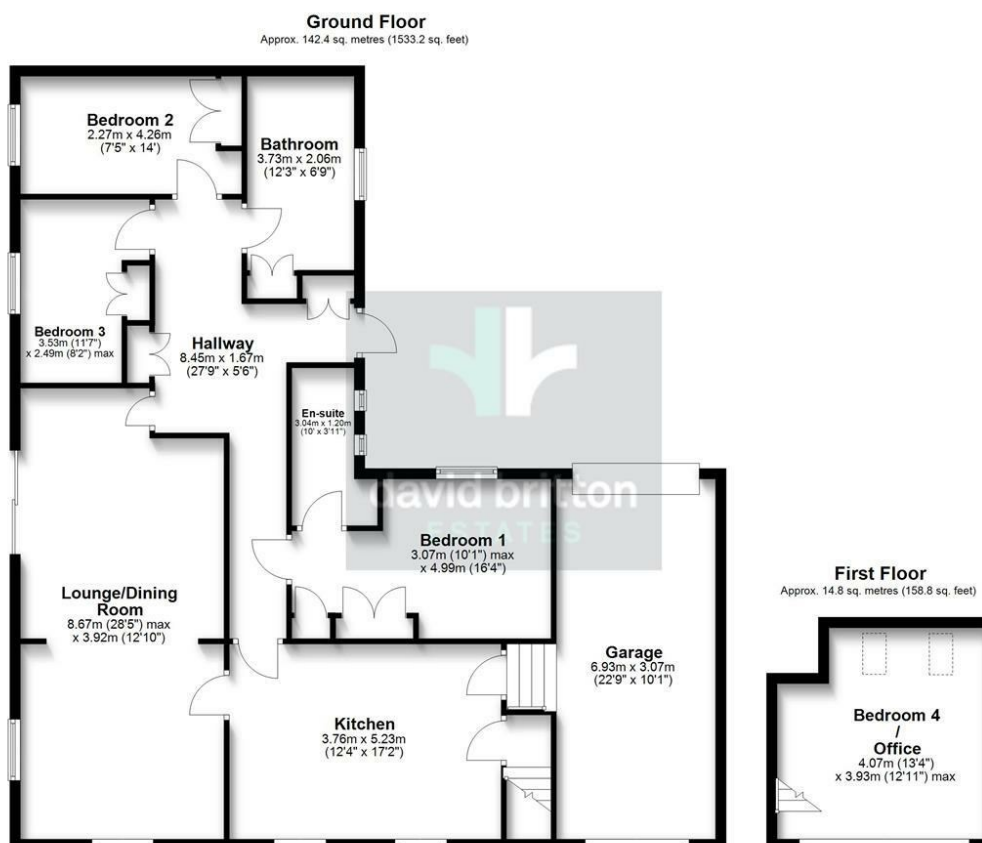 Ground Floor
Approx. 142.4 sq. metres (1533.2 sq. feet)
Bedroom 2
2.27m x 4.26m
(7'5" x 14')
Bathroom
3.73m x 2.06m
(12'3" x 6'9")
Bedroom 3
3.53m (11'7")
x 2.49m (8'2") max
Hallway
8.45m x 1.67m
(27'9" x 5'6")
En-suite
3.04m x 1.20m
(10' x 3'11")
david britton
ESTATES
Bedroom 1
3.07m (10'1") max
x 4.99m (16'4")
Lounge/Dining
Room
8.67m (28'5") max
x 3.92m (12'10")
Kitchen
3.76m x 5.23m
(12'4" x 17'2")
Garage
6.93m x 3.07m
(22'9" x 10'1")
First Floor
Approx. 14.8 sq. metres (158.8 sq. feet)
Bedroom 4
/
Office
4.07m (13'4")
x 3.93m (12'11") max